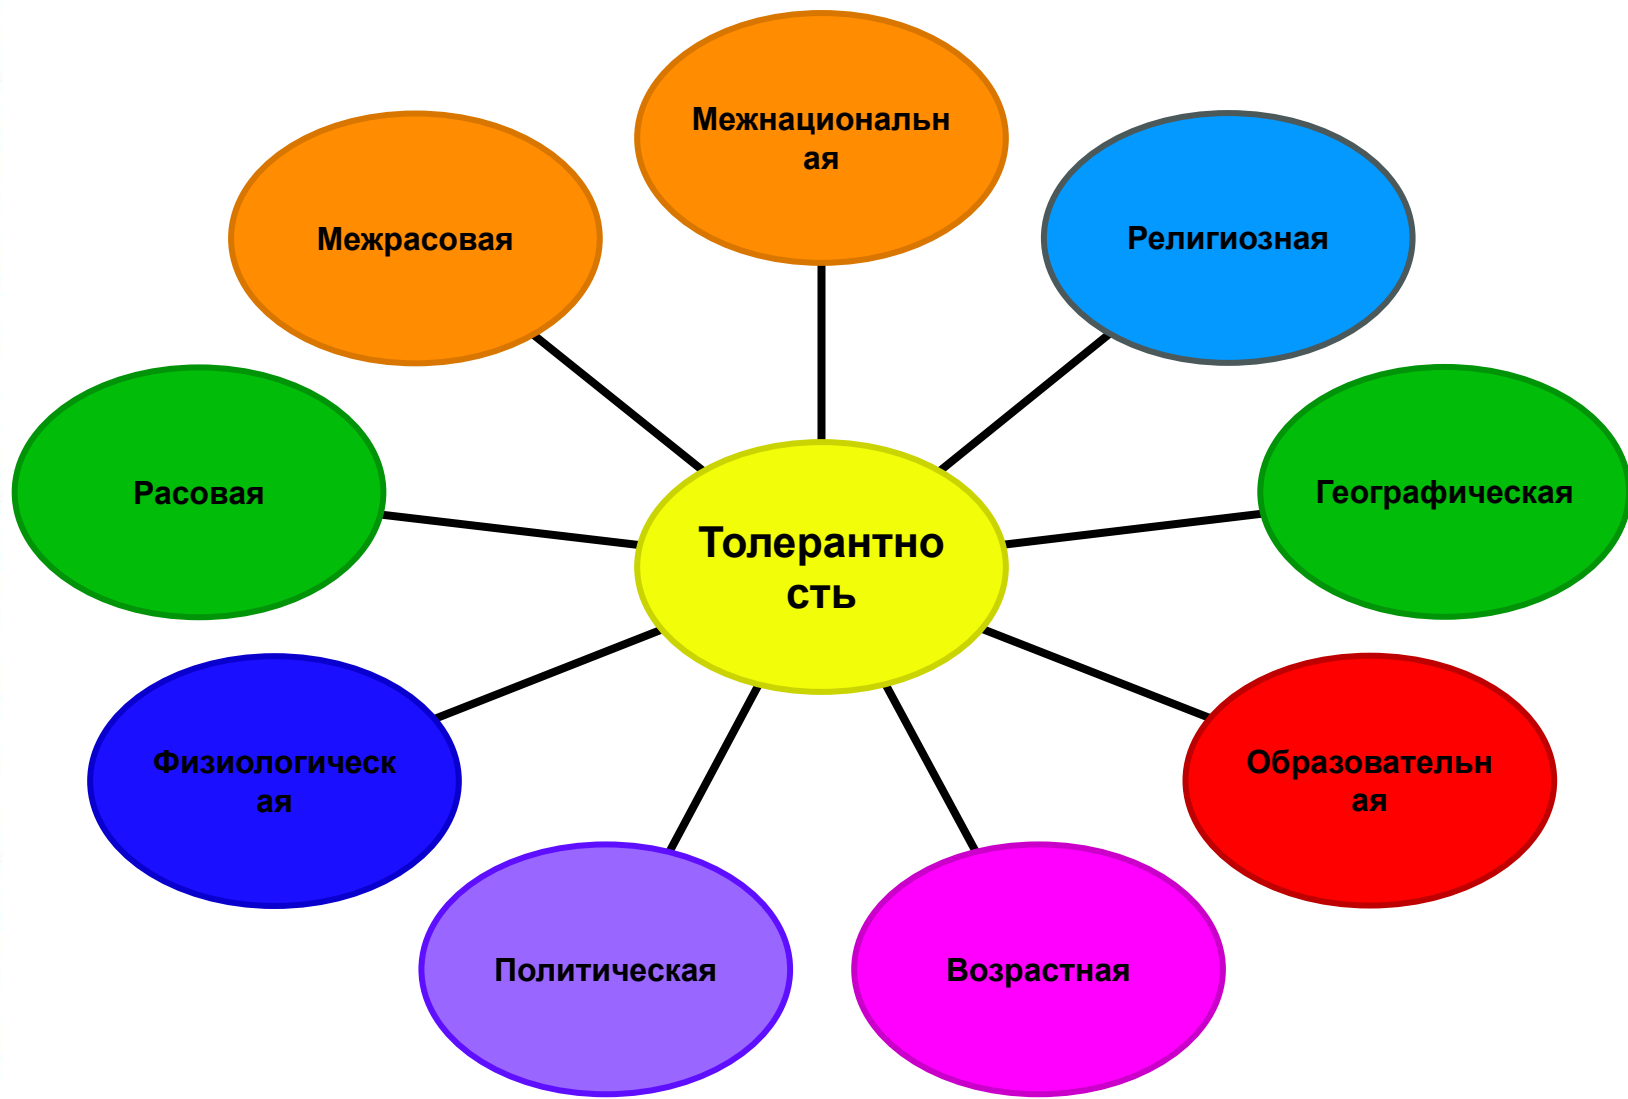 Межнациональн
ая
Межрасовая
Религиозная
Расовая
Географическая
Толерантно
сть
Физиологическ
ая
Образовательн
ая
Политическая
Возрастная